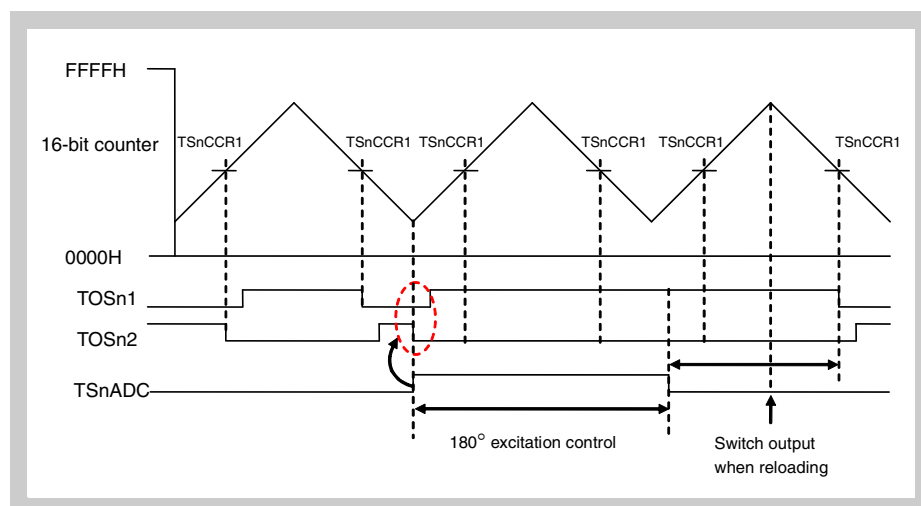 FFFFH
16-bit counter
TSnCCR1 TSnCCR1 TSnCCR1 TSnCCR1 TSnCCR1
0000H
TOSn1
TOSn2
TSnADC
180° excitation control
Switch output
when reloading